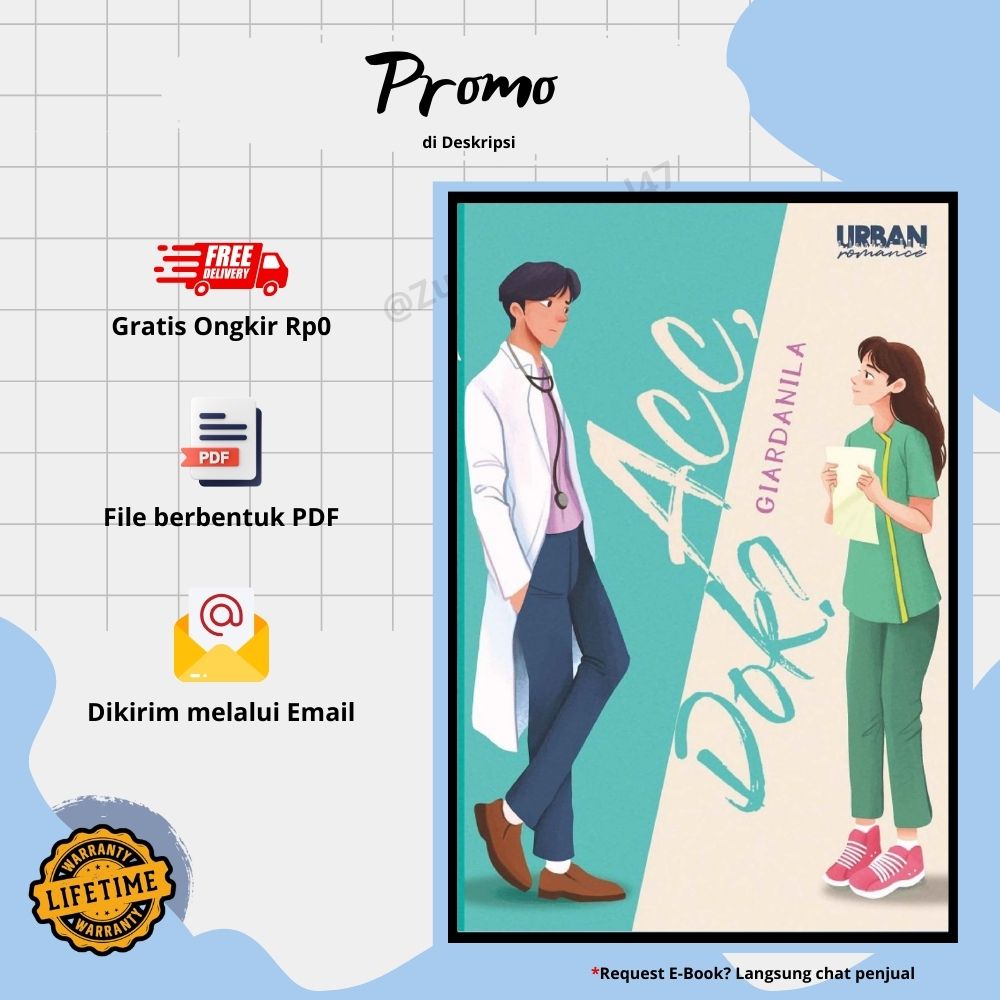 Promo
di Deskripsi
FREE
DELIVERY
Gratis Ongkir Rp0
PDF
File berbentuk PDF
@
Dikirim melalui Email
WARRANTY
LIFETIME
WARRANTY
URBAN
romance
Acc,
Dok?
GIARDANILA
*Request E-Book? Langsung chat penjual